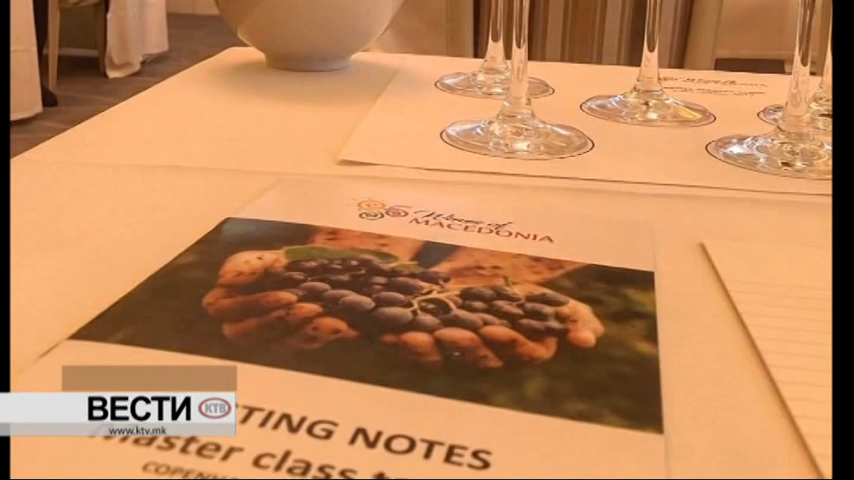 Wines of
MACEDONIA
TING NOTES
Master class
ВЕСТИ КТВ
www.ktv.mk